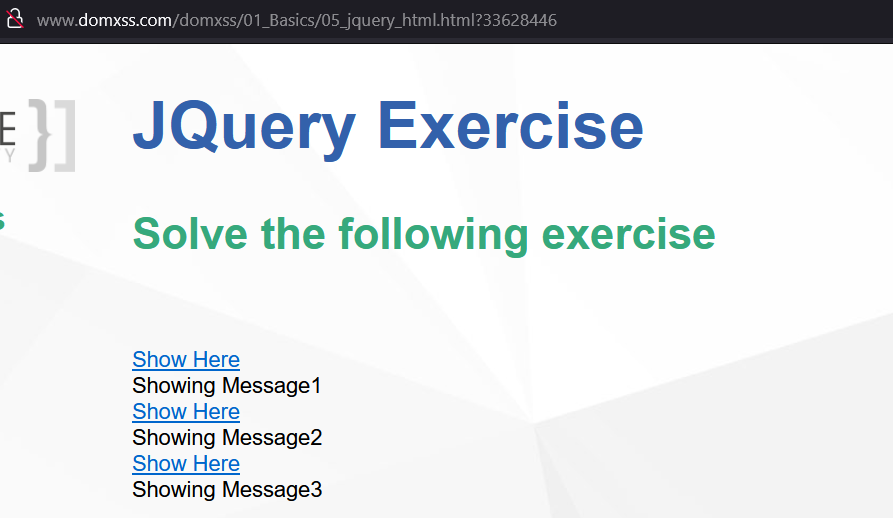 www.domxss.com/domxss/01_Basics/05_jquery_html.html?33628446
E
Y
JQuery Exercise
s
Solve the following exercise
Show Here
Showing Message1
Show Here
Showing Message2
Show Here
Showing Message3